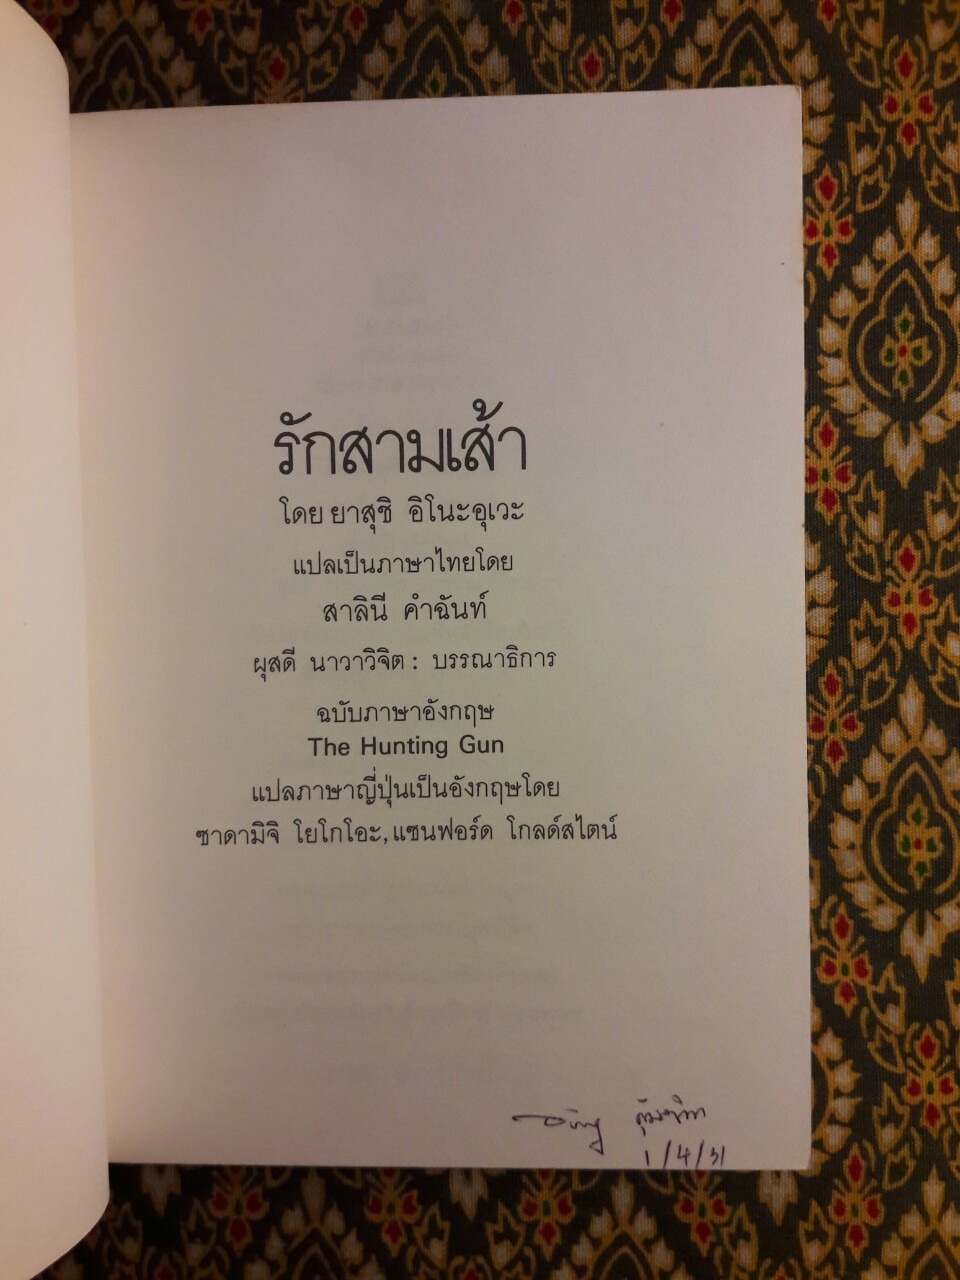 รักสามเส้า
โดย ยาสุชิ อิโนะอุเวะ
แปลเป็นภาษาไทยโดย
สาลินี คำฉันท์
ผุสดี นาวาวิจิต : บรรณาธิการ
ฉบับภาษาอังกฤษ
The Hunting Gun
แปลภาษาญี่ปุ่นเป็นอังกฤษโดย
ซาดามิจิ โยโกโอะ, แซนฟอร์ด โกลด์สไตน์
1/4/31